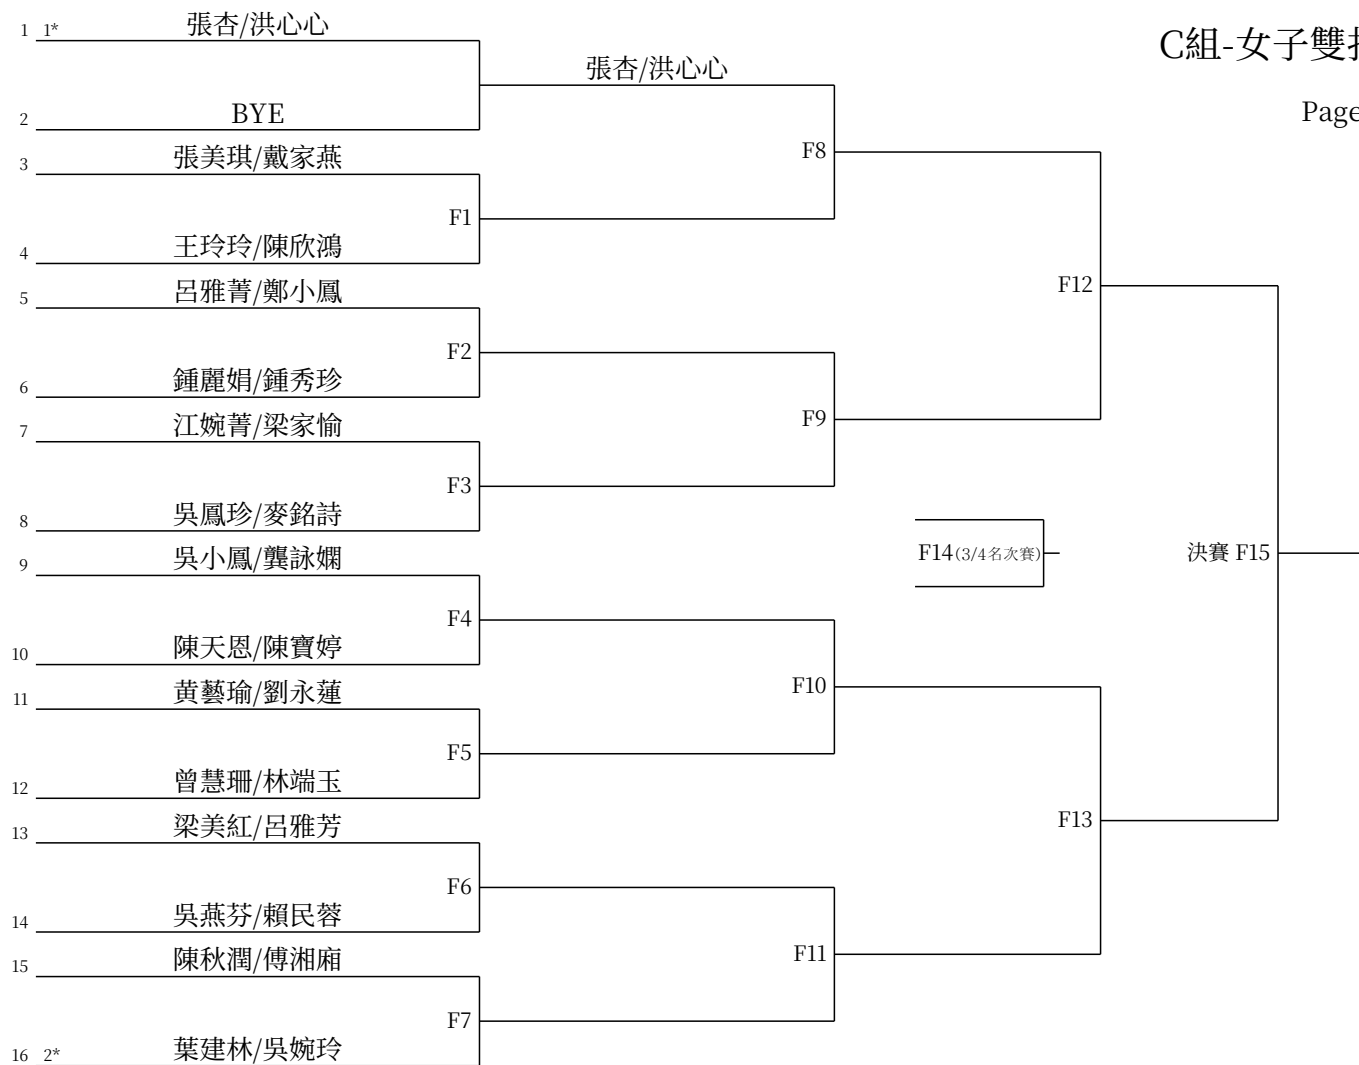 C組-女子雙
Page
1 1* 張杏/洪心心
張杏/洪心心
2 BYE
3 張美琪/戴家燕
F8
F1
4 王玲玲/陳欣鴻
5 呂雅菁/鄭小鳳
F12
F2
6 鍾麗娟/鍾秀珍
7 江婉菁/梁家愉
F9
F3
8 吳鳳珍/麥銘詩
9 吳小鳳/龔詠嫻
F14(3/4名次賽)
決賽 F15
F4
10 陳天恩/陳寶婷
11 黄藝瑜/劉永蓮
F10
F5
12 曾慧珊/林端玉
13 梁美紅/呂雅芳
F13
F6
14 吳燕芬/賴民蓉
15 陳秋潤/傅湘廂
F11
F7
16 2* 葉建林/吳婉玲